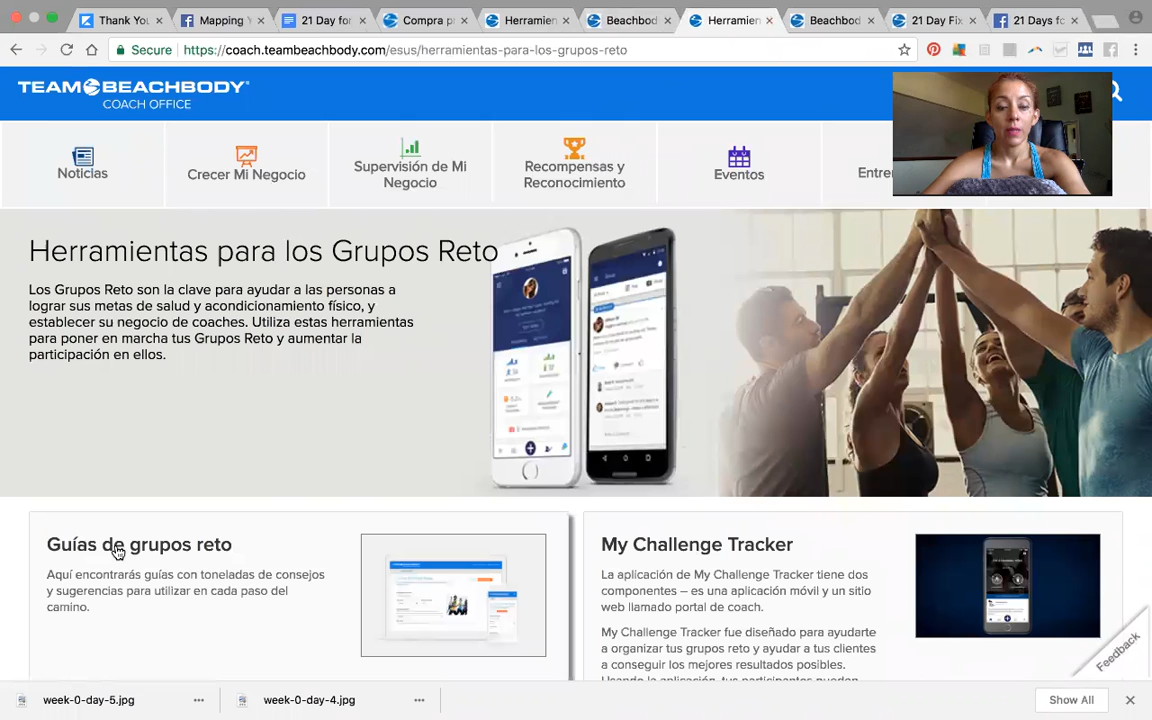 Thank You
Mapping Y
21 Day for
Compra p
Herramien
Beachbod
Herramien
Beachbod
21 Day Fix
21 Days fo
Secure
https://coach.teambeachbody.com/esus/herramientas-para-los-grupos-reto
TEAM BEACHBODY®
COACH OFFICE
Noticias
Crecer Mi Negocio
Supervisión de Mi
Negocio
Recompensas y
Reconocimiento
Eventos
Entre
Herramientas para los Grupos Reto
Los Grupos Reto son la clave para ayudar a las personas a
lograr sus metas de salud y acondicionamiento físico, y
establecer su negocio de coaches. Utiliza estas herramientas
para poner en marcha tus Grupos Reto y aumentar la
participación en ellos.
Guías de grupos reto
Aquí encontrarás guías con toneladas de consejos
y sugerencias para utilizar en cada paso del
camino.
My Challenge Tracker
La aplicación de My Challenge Tracker tiene dos
componentes – es una aplicación móvil y un sitio
web llamado portal de coach.
My Challenge Tracker fue diseñado para ayudarte
a organizar tus grupos reto y ayudar a tus clientes
a conseguir los mejores resultados posibles.
Usando la aplicación, tus participantes pueden
Feedback
week-0-day-5.jpg
week-0-day-4.jpg
Show All